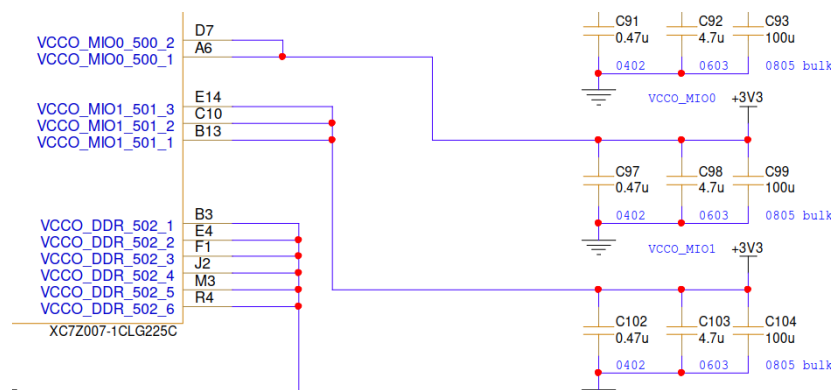 D7
VCCO_MIO0_500_2
A6
VCCO_MIO0_500_1
E14
VCCO_MIO1_501_3
C10
VCCO_MIO1_501_2
B13
VCCO_MIO1_501_1
B3
VCCO_DDR_502_1
E4
VCCO_DDR_502_2
F1
VCCO_DDR_502_3
J2
VCCO_DDR_502_4
M3
VCCO_DDR_502_5
R4
VCCO_DDR_502_6
XC7Z007-1CLG225C
C91 C92 C93
0.47u 4.7u 100u
0402 0603 0805 bulk
VCCO_MIO0 +3V3
C97 C98 C99
0.47u 4.7u 100u
0402 0603 0805 bulk
VCCO_MIO1 +3V3
C102 C103 C104
0.47u 4.7u 100u
0402 0603 0805 bulk